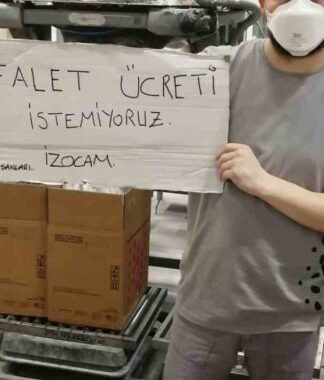 FALET ÜCRETİ
İSTEMİYORUZ.
İZOCAM.